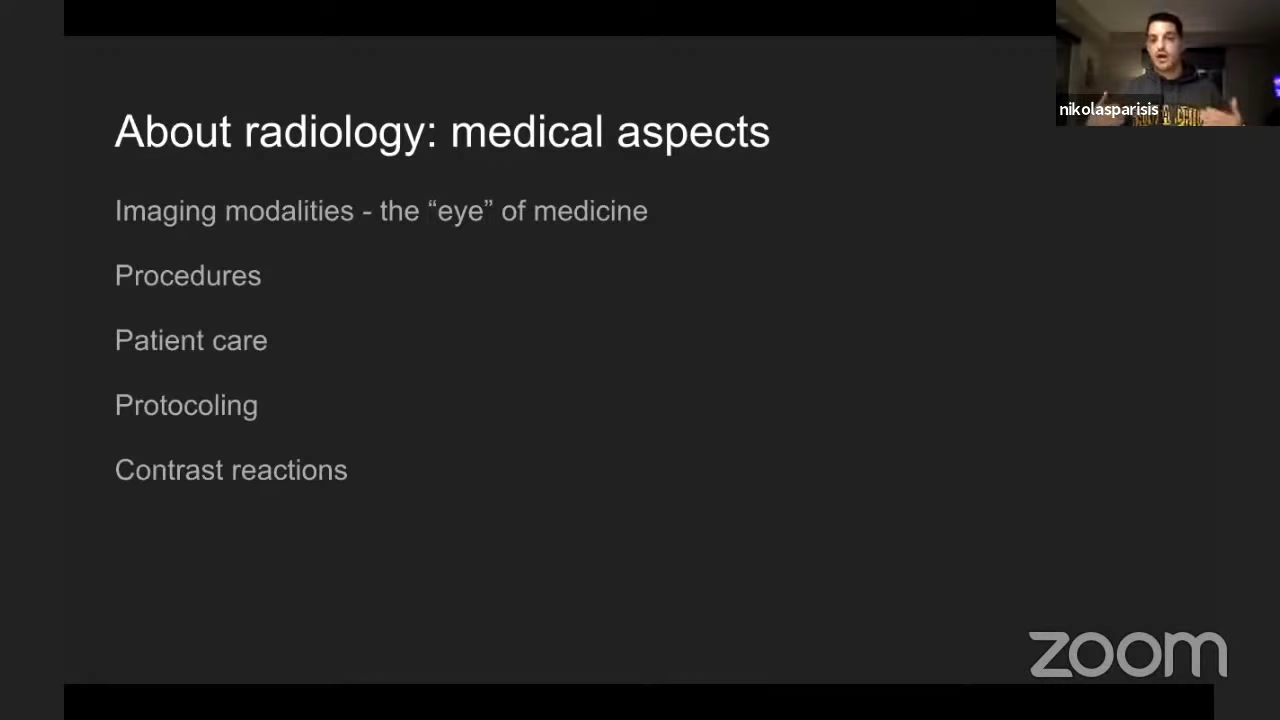 About radiology: medical aspects
nikolasparisis
Imaging modalities - the “eye” of medicine
Procedures
Patient care
Protocoling
Contrast reactions
zoom